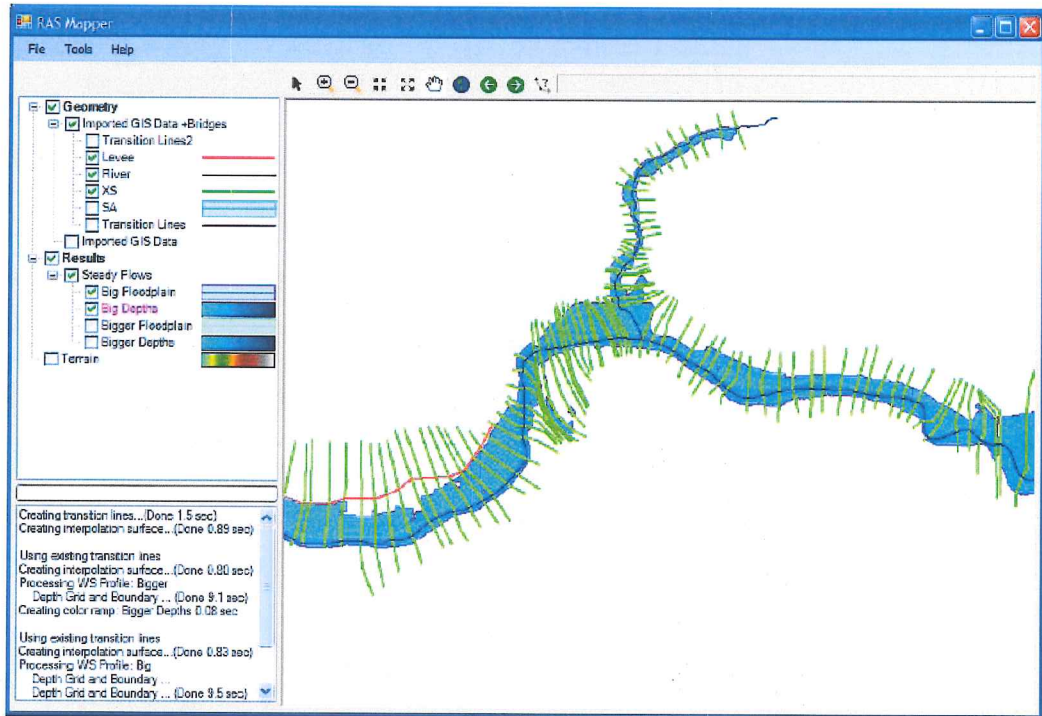 RAS Mapper
File Tools Help
Geometry
Imported GIS Data +Bridges
Transition Lines2
Levee
River
XS
SA
Transition Lines
Imported GIS Data
Results
Steady Flows
Big Floodplain
Big Depths
Bigger Floodplain
Bigger Depths
Terrain
Creating transition lines...(Done 1.5 sec)
Creating interpolation surface...(Done 0.89 sec)
Using existing transition lines
Creating interpolation surface...(Done 0.80 sec)
Processing WS Profile: Bigger
Depth Grid and Boundary ... (Done 9.1 sec)
Creating color ramp: Bigger Depths 0.08 sec
Using existing transition lines
Creating interpolation surface...(Done 0.83 sec)
Processing WS Profile: Big
Depth Grid and Boundary ...
Depth Grid and Boundary ... (Done 9.5 sec)